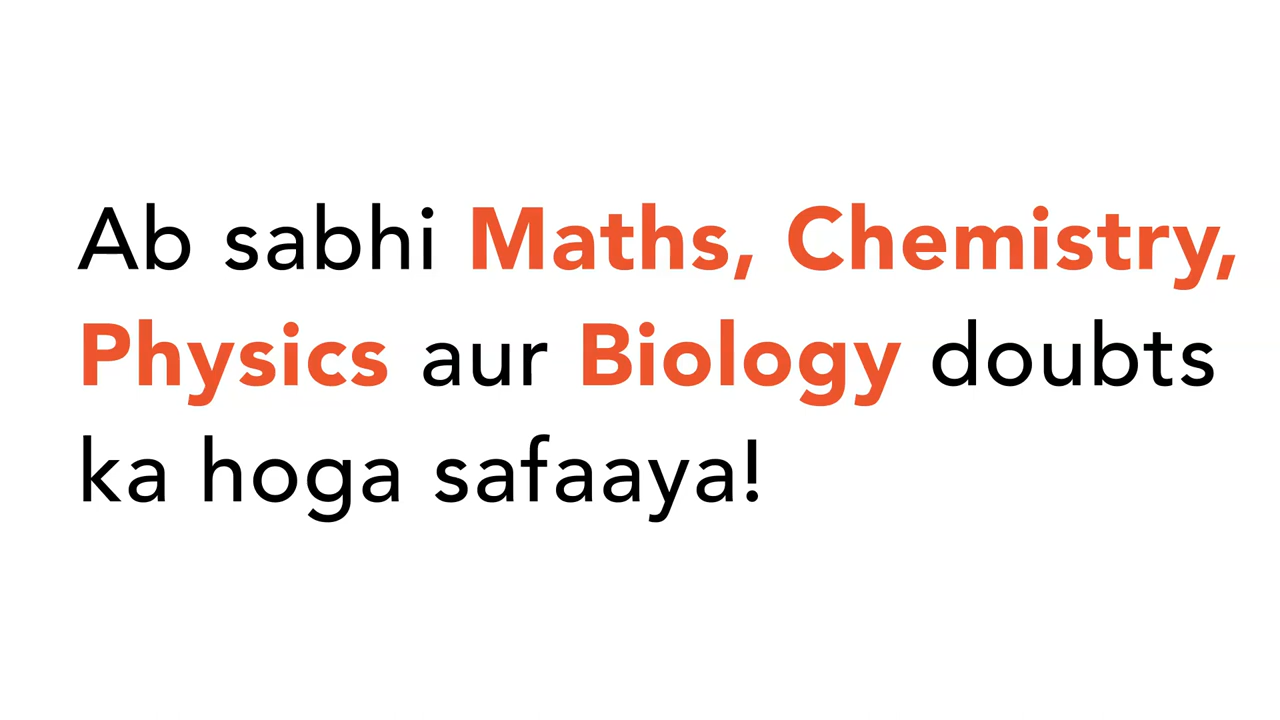 Ab sabhi Maths, Chemistry,
Physics aur Biology doubts
ka hoga safaaya!